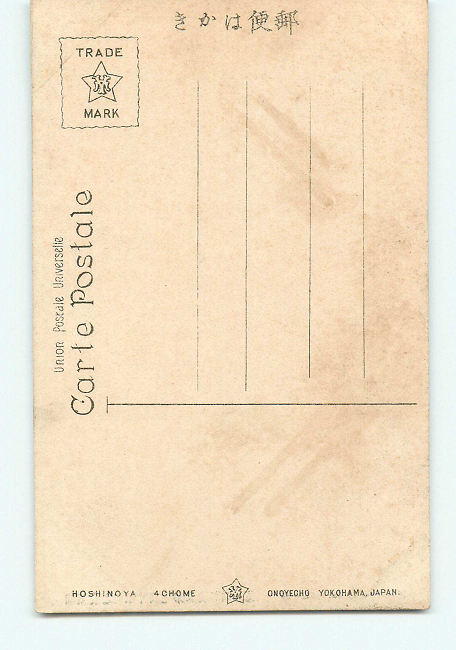 きかは便郵
TRADE
MARK
Union Postale Universelle
Carte Postale
HOSHINOYA 4CHOME ONOYECHO YOKOHAMA, JAPAN.